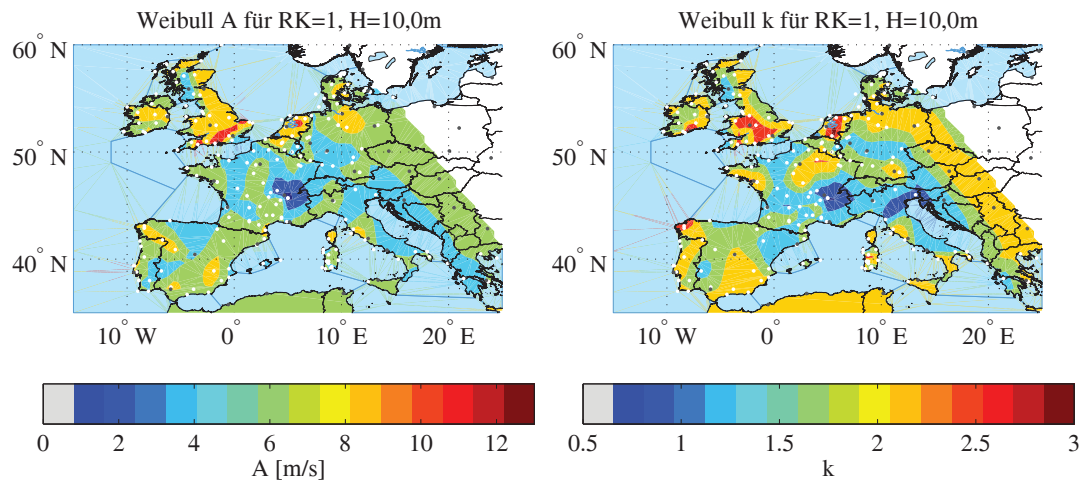 Weibull A für RK=1, H=10,0m
60° N
50° N
40° N
10° W 0° 10° E 20° E
0 2 4 6 8 10 12
A [m/s]
Weibull k für RK=1, H=10,0m
60° N
50° N
40° N
10° W 0° 10° E 20° E
0.5 1 1.5 2 2.5 3
k